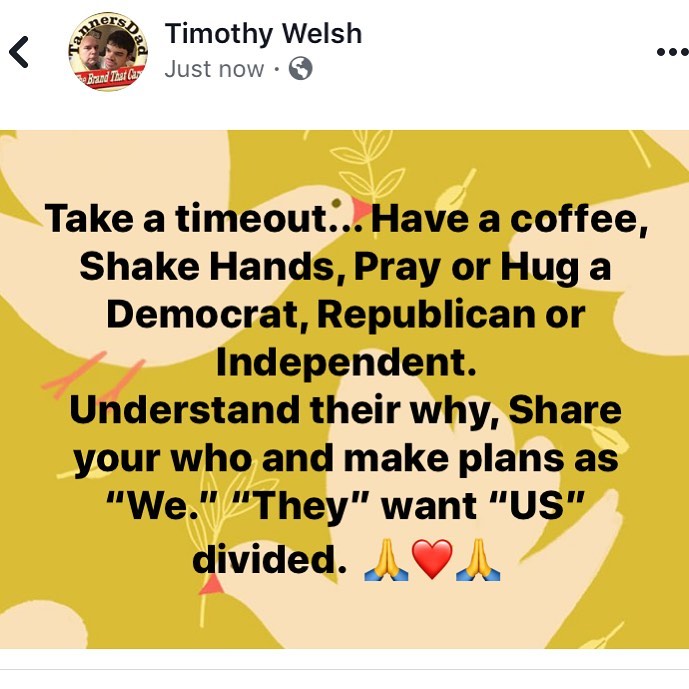 TannersDad
The Brand That Car
Timothy Welsh
Just now ·
Take a timeout... Have a coffee,
Shake Hands, Pray or Hug a
Democrat, Republican or
Independent.
Understand their why, Share
your who and make plans as
“We.” “They” want “US”
divided. 🙏❤️🙏